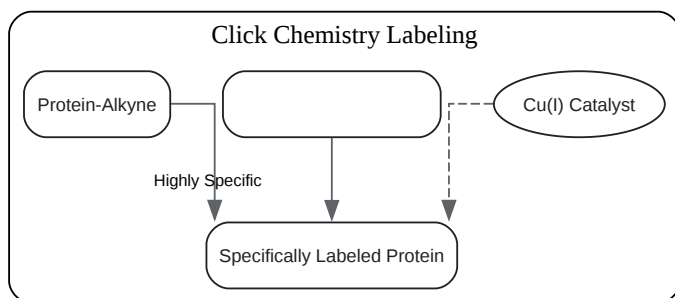 Click Chemistry Labeling
Protein-Alkyne
Cu(I) Catalyst
Highly Specific
Specifically Labeled Protein